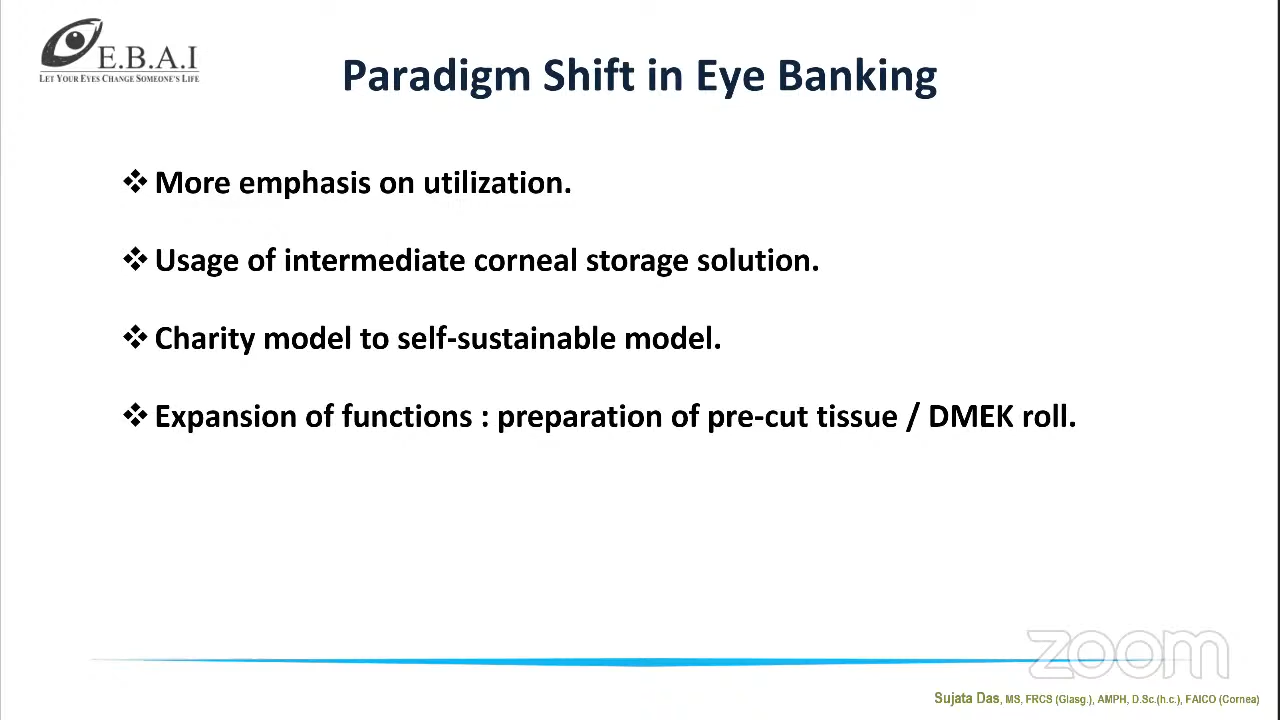 E.B.A.I
LET YOUR EYES CHANGE SOMEONE'S LIFE
Paradigm Shift in Eye Banking
❖ More emphasis on utilization.
❖ Usage of intermediate corneal storage solution.
❖ Charity model to self-sustainable model.
❖ Expansion of functions : preparation of pre-cut tissue / DMEK roll.
zoom
Sujata Das, MS, FRCS (Glasg.), AMPH, D.Sc.(h.c.), FAICO (Cornea)